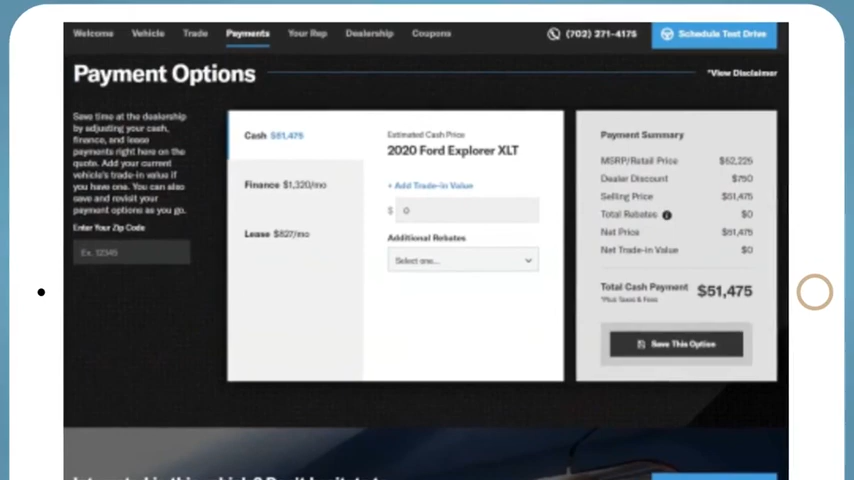 Welcome Vehicle Trade Payments Your Rep Dealership Coupons (702) 271-4175 Schedule Test Drive
Payment Options *View Disclaimer
Save time at the dealership
by adjusting your cash,
finance, and lease
payments right here on the
quote. Add your current
vehicle's trade-in value if
you have one. You can also
save and revisit your
payment options as you go.
Enter Your Zip Code
Ex. 12345
Cash $51,475
Finance $1,320/mo
Lease $827/mo
Estimated Cash Price
2020 Ford Explorer XLT
+ Add Trade-in Value
$ 0
Additional Rebates
Select one...
Payment Summary
MSRP/Retail Price $52,225
Dealer Discount $750
Selling Price $51,475
Total Rebates $0
Net Price $51,475
Net Trade-in Value $0
Total Cash Payment $51,475
*Plus Taxes & Fees
Save This Option